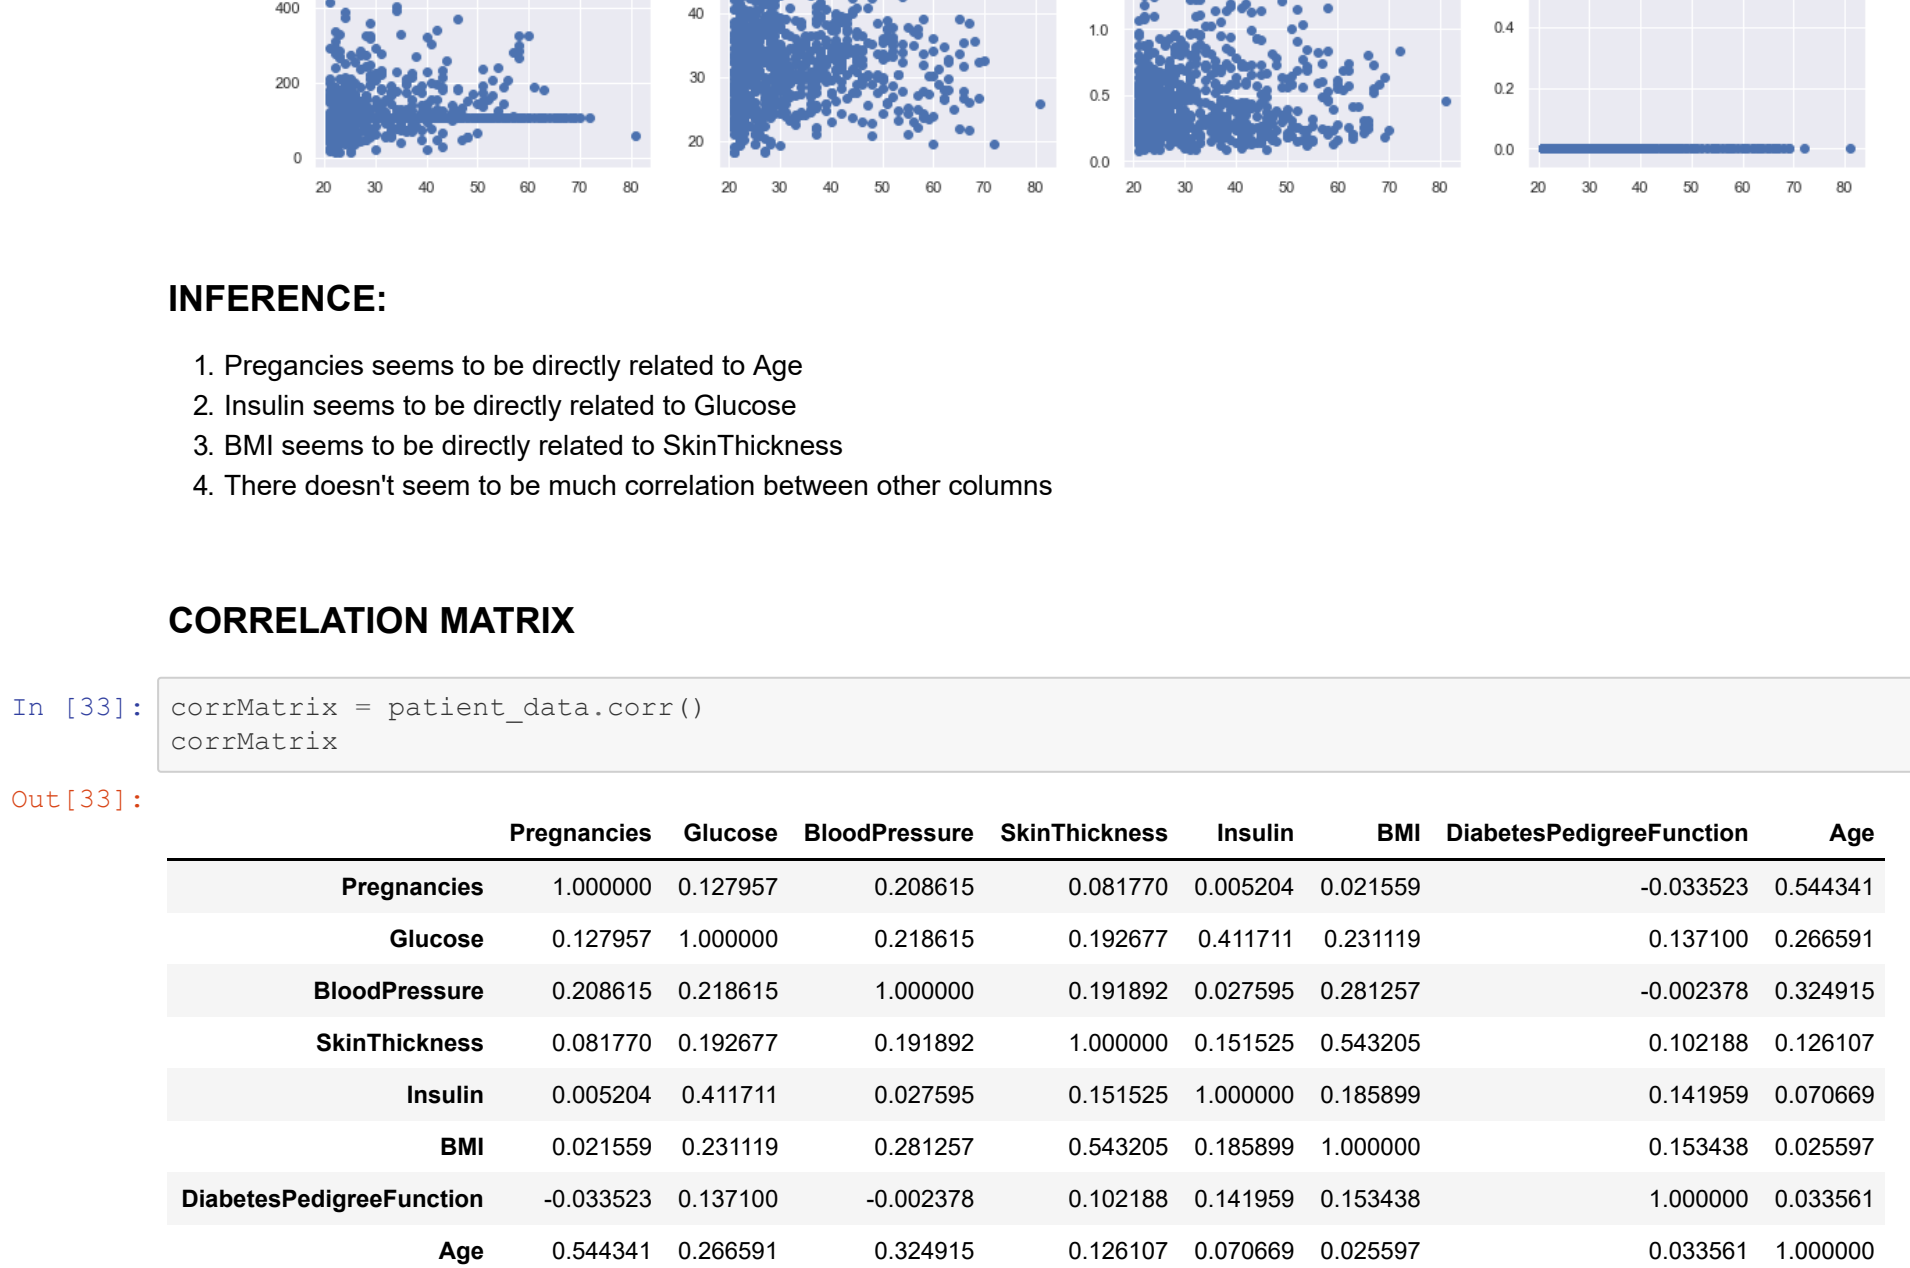 400
200
0
20 30 40 50 60 70 80
40
30
20
20 30 40 50 60 70 80
1.0
0.5
0.0
20 30 40 50 60 70 80
0.4
0.2
0.0
20 30 40 50 60 70 80
INFERENCE:
1. Pregancies seems to be directly related to Age
2. Insulin seems to be directly related to Glucose
3. BMI seems to be directly related to SkinThickness
4. There doesn't seem to be much correlation between other columns
CORRELATION MATRIX
In [33]: corrMatrix = patient_data.corr()
corrMatrix
Out[33]:
Pregnancies Glucose BloodPressure SkinThickness Insulin BMI DiabetesPedigreeFunction Age
Pregnancies 1.000000 0.127957 0.208615 0.081770 0.005204 0.021559 -0.033523 0.544341
Glucose 0.127957 1.000000 0.218615 0.192677 0.411711 0.231119 0.137100 0.266591
BloodPressure 0.208615 0.218615 1.000000 0.191892 0.027595 0.281257 -0.002378 0.324915
SkinThickness 0.081770 0.192677 0.191892 1.000000 0.151525 0.543205 0.102188 0.126107
Insulin 0.005204 0.411711 0.027595 0.151525 1.000000 0.185899 0.141959 0.070669
BMI 0.021559 0.231119 0.281257 0.543205 0.185899 1.000000 0.153438 0.025597
DiabetesPedigreeFunction -0.033523 0.137100 -0.002378 0.102188 0.141959 0.153438 1.000000 0.033561
Age 0.544341 0.266591 0.324915 0.126107 0.070669 0.025597 0.033561 1.000000